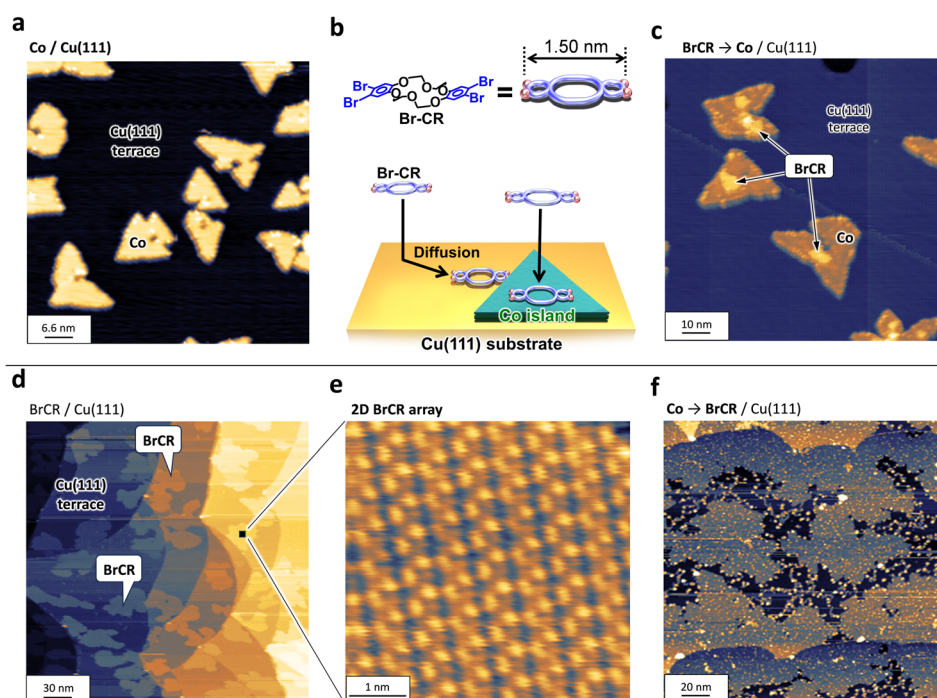 a
Co / Cu(111)
Cu(111)
terrace
Co
6.6 nm
b
1.50 nm
Br
Br
O
O
O
O
O
O
Br
Br
=
Br-CR
Br-CR
Diffusion
Co island
Cu(111) substrate
c
BrCR → Co / Cu(111)
Cu(111)
terrace
BrCR
Co
10 nm
d
BrCR / Cu(111)
BrCR
Cu(111)
terrace
BrCR
30 nm
e
2D BrCR array
1 nm
f
Co → BrCR / Cu(111)
20 nm